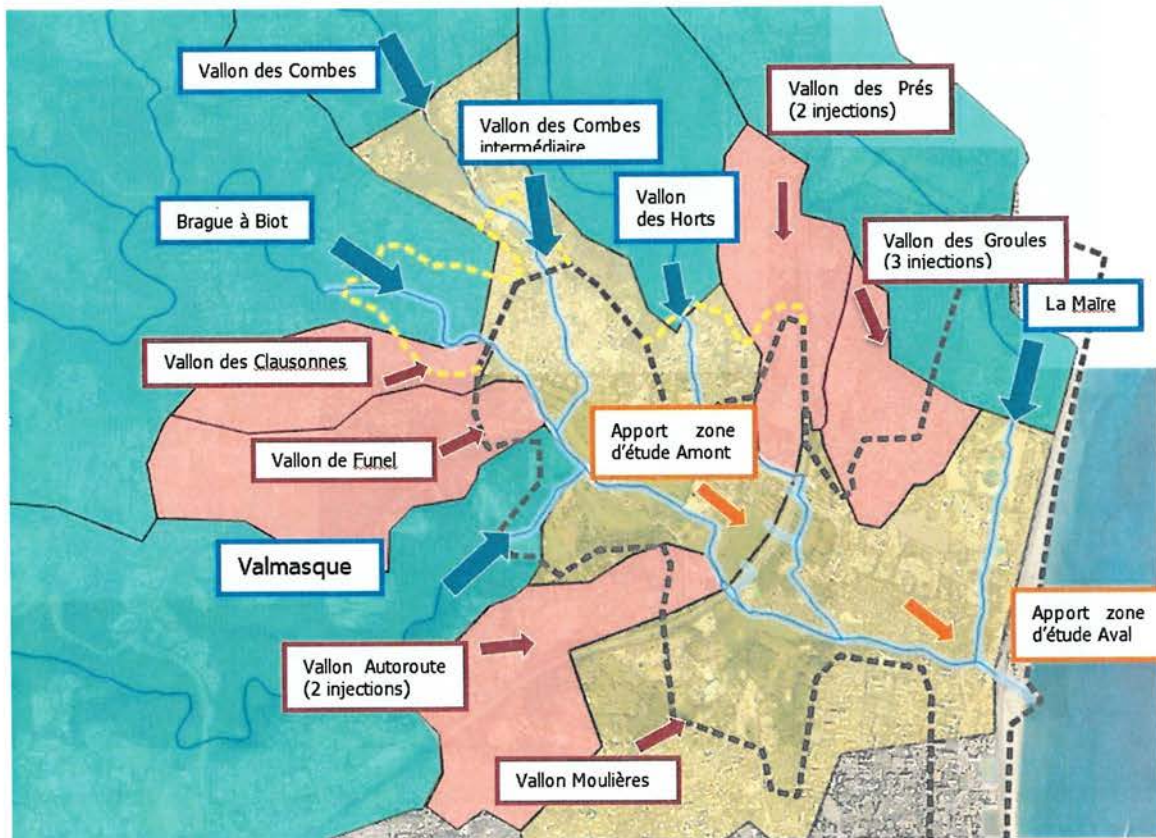 Vallon des Combes
Vallon des Prés
(2 injections)
Vallon des Combes
intermédiaire
Vallon
des Horts
Brague à Biot
Vallon des Groules
(3 injections)
La Maïre
Vallon des Clausonnes
Apport zone
d'étude Amont
Vallon de Funel
Valmasque
Apport zone
d'étude Aval
Vallon Autoroute
(2 injections)
Vallon Moulières